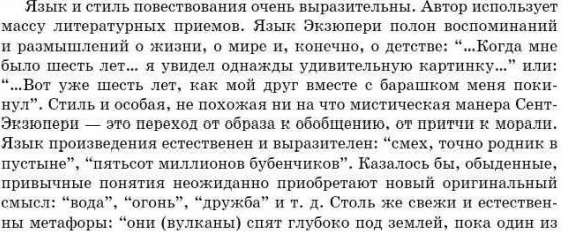 Язык и стиль повествования очень выразительны. Автор использует
массу литературных приемов. Язык Экзюпери полон воспоминаний
и размышлений о жизни, о мире и, конечно, о детстве: “...Когда мне
было шесть лет... я увидел однажды удивительную картинку...” или:
“...Вот уже шесть лет, как мой друг вместе с барашком меня поки-
нул”. Стиль и особая, не похожая ни на что мистическая манера Сент-
Экзюпери — это переход от образа к обобщению, от притчи к морали.
Язык произведения естественен и выразителен: “смех, точно родник в
пустыне”, “пятьсот миллионов бубенчиков”. Казалось бы, обыденные,
привычные понятия неожиданно приобретают новый оригинальный
смысл: “вода”, “огонь”, “дружба” и т. д. Столь же свежи и естествен-
ны метафоры: “они (вулканы) спят глубоко под землей, пока один из